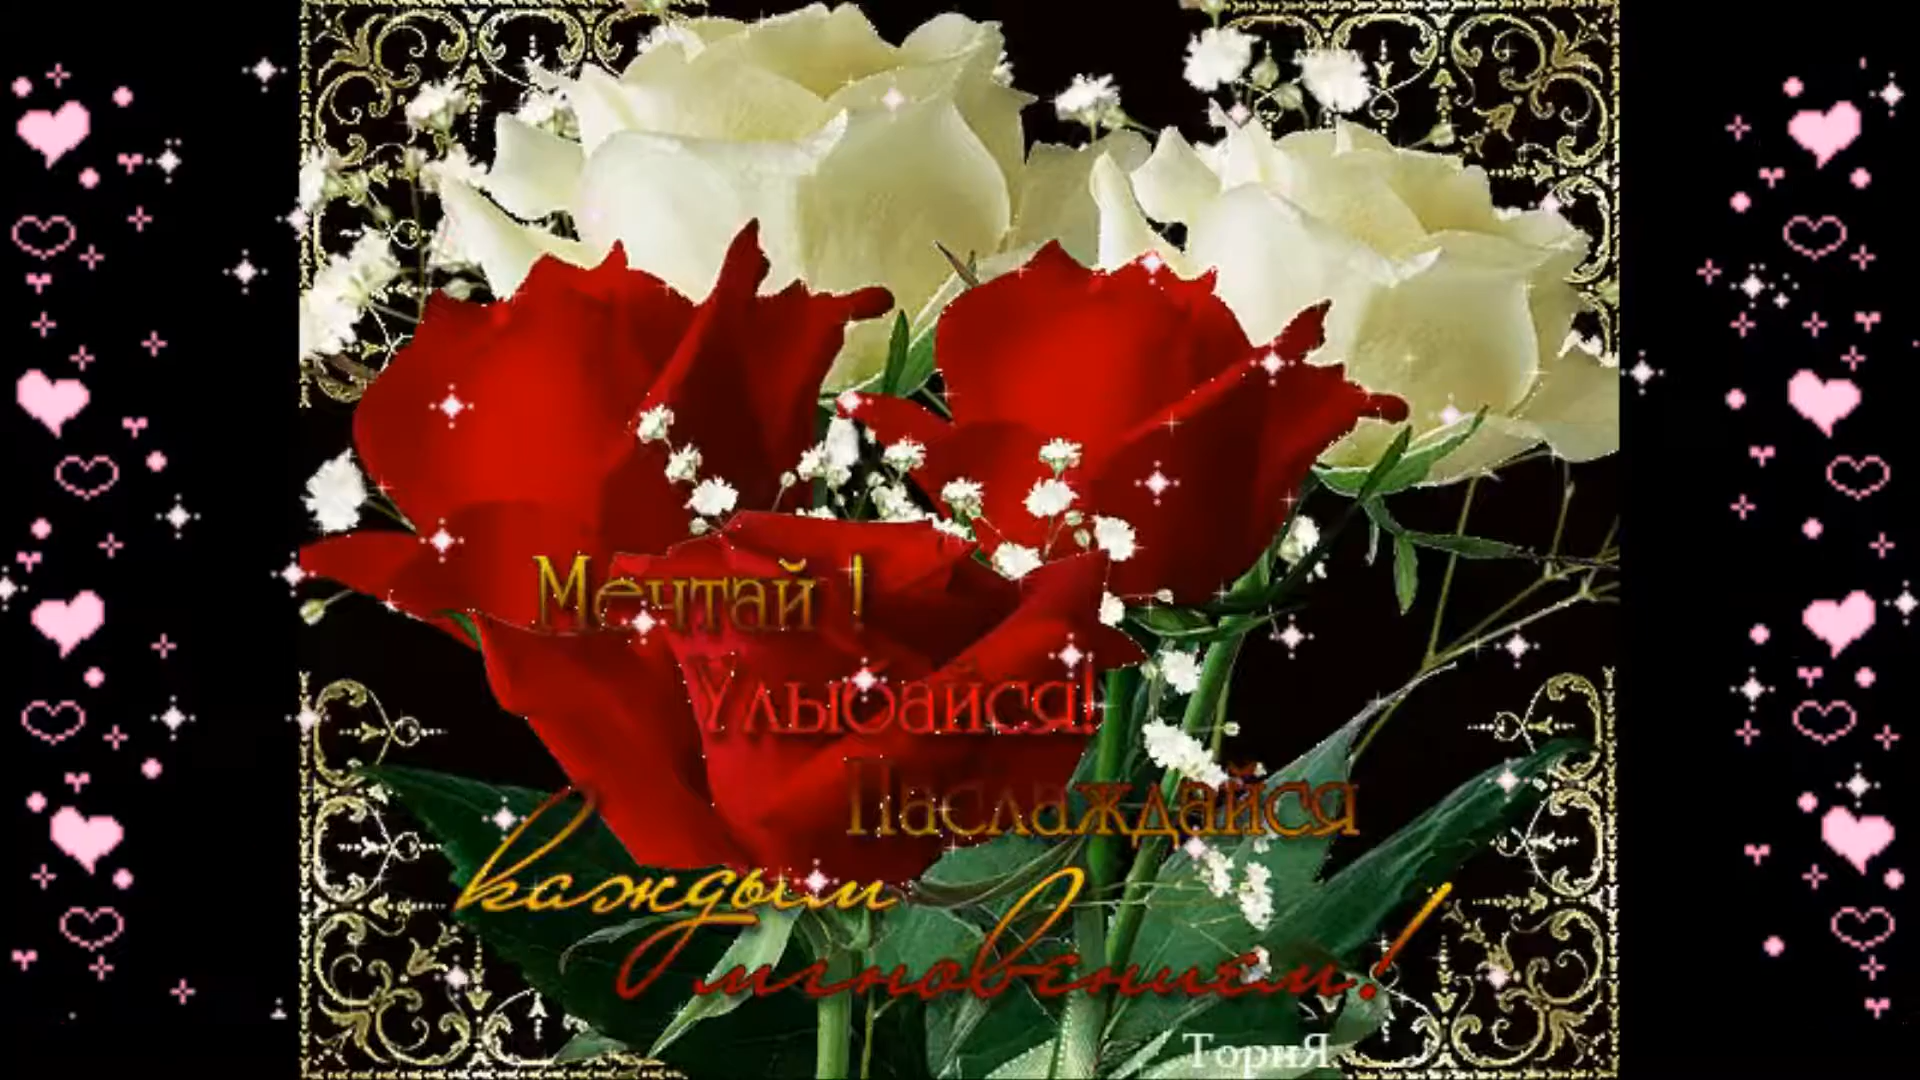 Мечтай !
Улыбайся!
Наслаждайся
каждым
мгновением!
ТориЯ